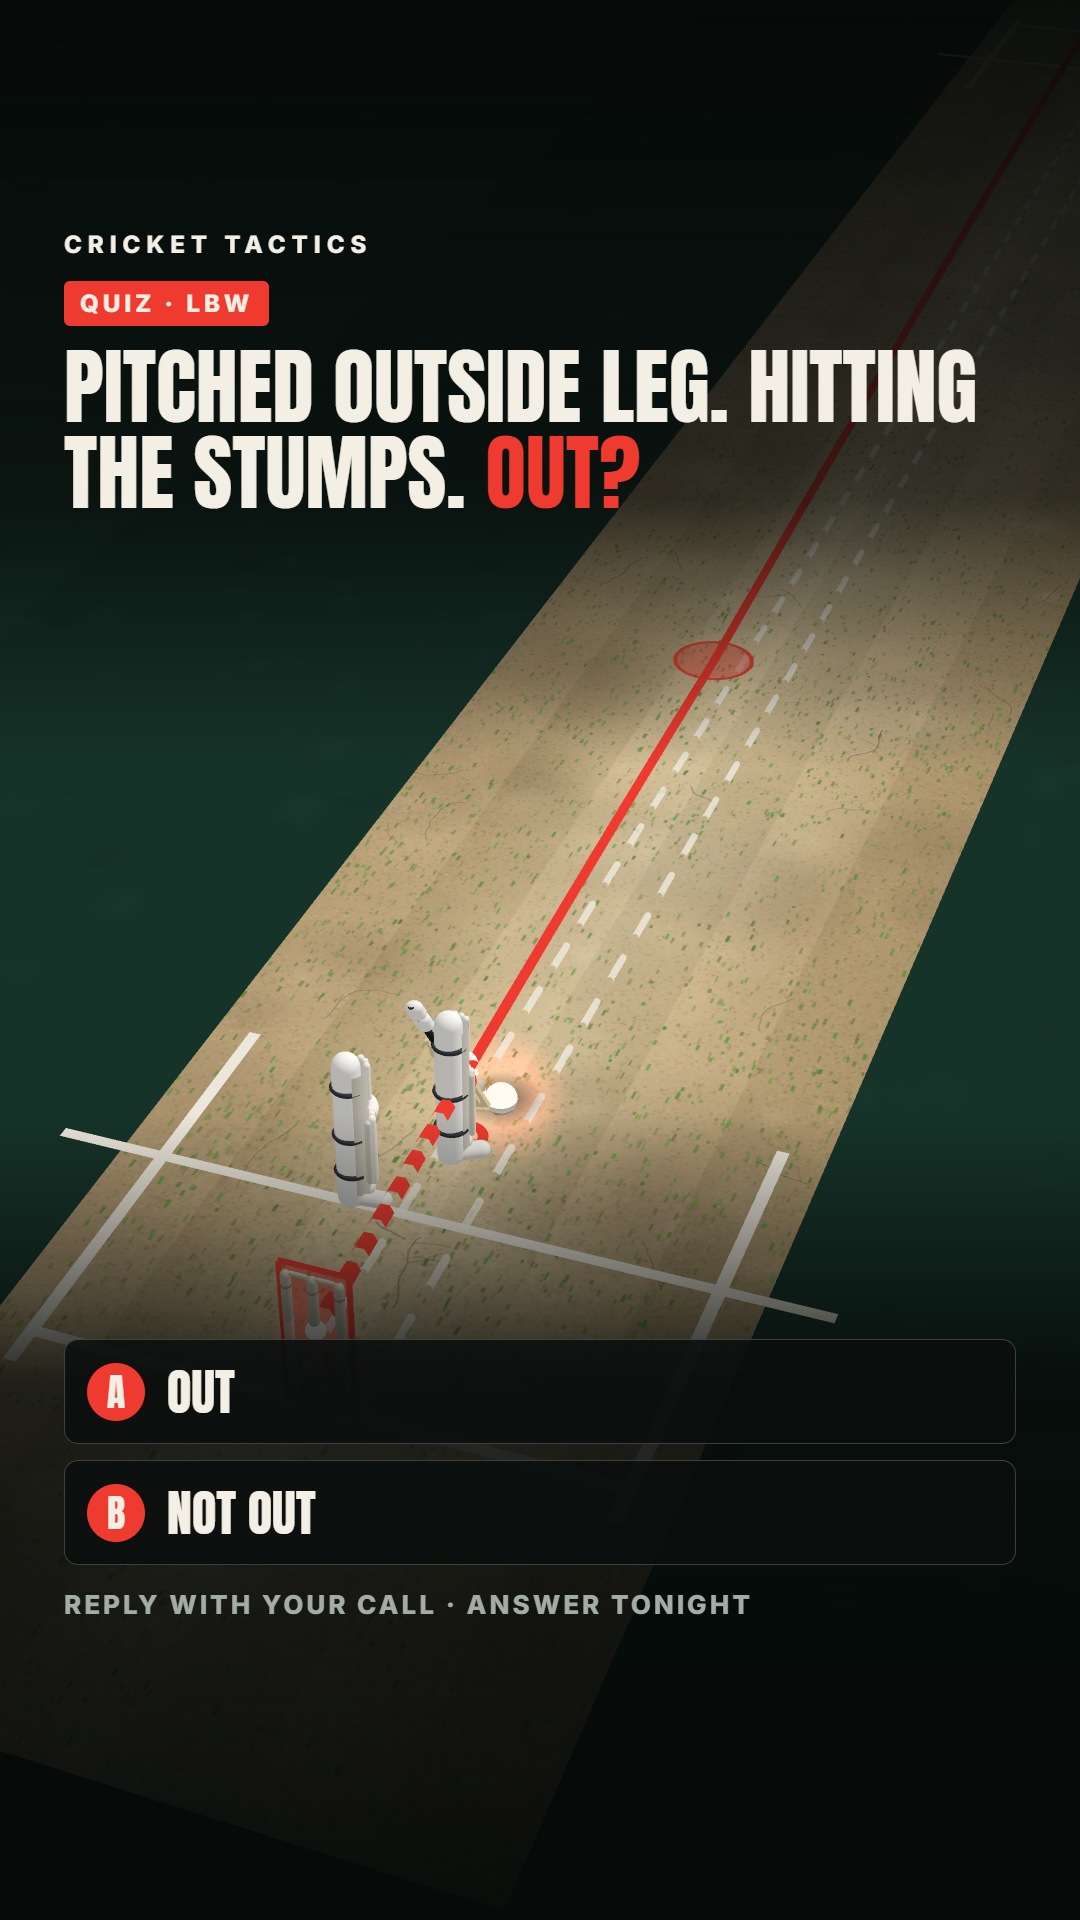 CRICKET TACTICS
QUIZ · LBW
PITCHED OUTSIDE LEG. HITTING
THE STUMPS. OUT?
A OUT
B NOT OUT
REPLY WITH YOUR CALL · ANSWER TONIGHT